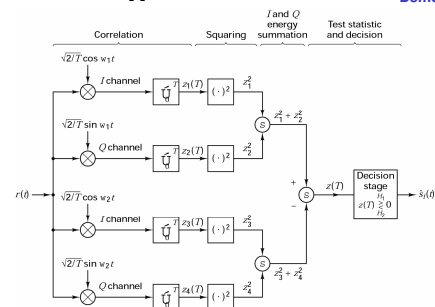 I and Q
energy
summation
Test statistic
and decision
Correlation
Squaring
√2/T cos w₁t
I channel
z₁(T)
(·)²
z₁²
√2/T sin w₁t
z₁² + z₂²
Q channel
z₂(T)
(·)²
z₂²
S
r(t)
+
−
S
z(T)
Decision
stage
H₁
z(T) ≷ 0
H₂
ŝᵢ(t)
√2/T cos w₂t
I channel
z₃(T)
(·)²
z₃²
√2/T sin w₂t
S
z₃² + z₄²
Q channel
z₄(T)
(·)²
z₄²